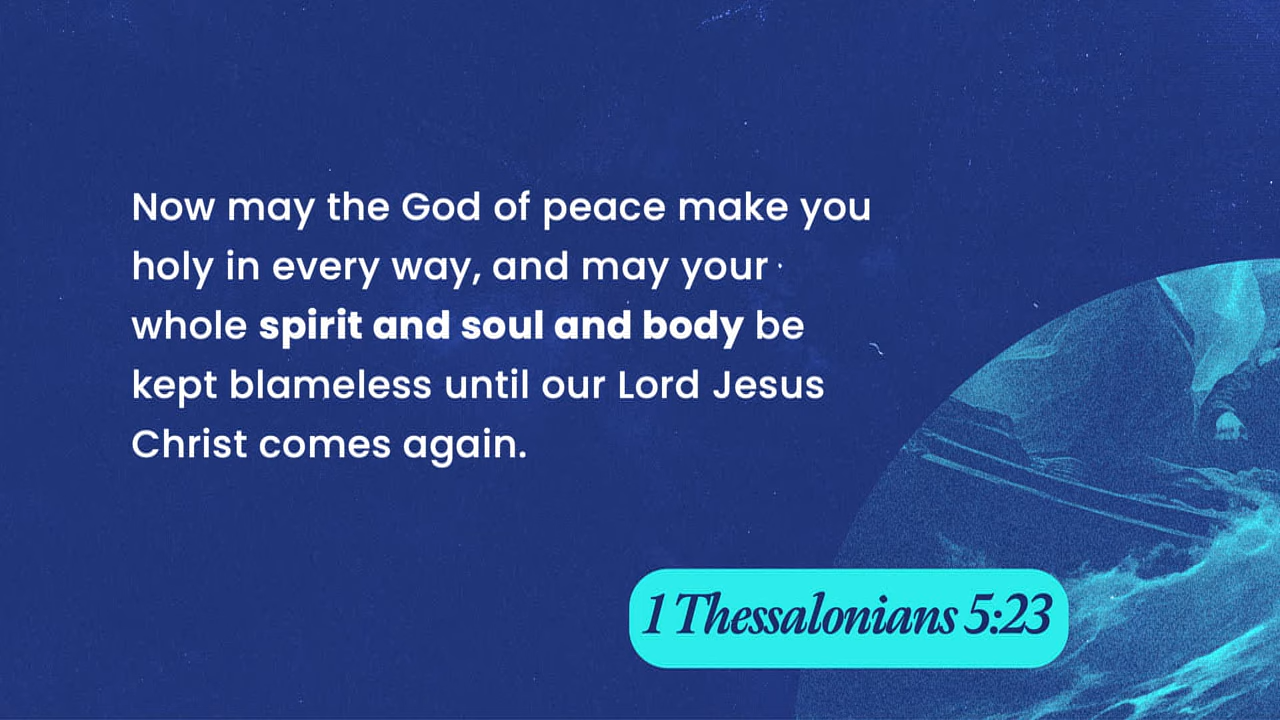 Now may the God of peace make you
holy in every way, and may your
whole spirit and soul and body be
kept blameless until our Lord Jesus
Christ comes again.
1 Thessalonians 5:23